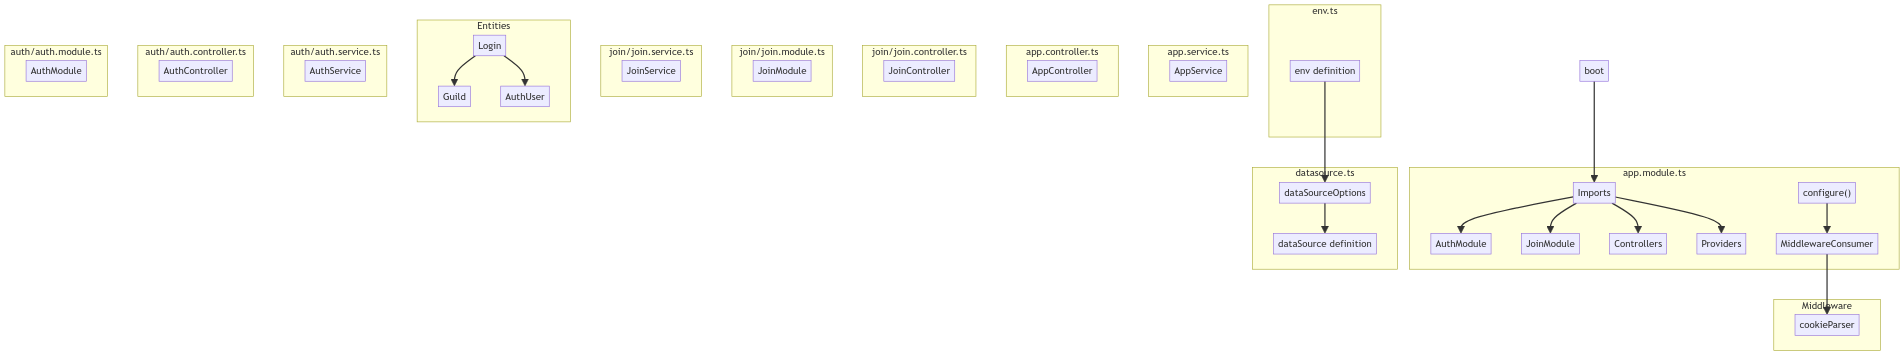 auth/auth.module.ts
AuthModule
auth/auth.controller.ts
AuthController
auth/auth.service.ts
AuthService
Entities
Login
Guild
AuthUser
join/join.service.ts
JoinService
join/join.module.ts
JoinModule
join/join.controller.ts
JoinController
app.controller.ts
AppController
app.service.ts
AppService
env.ts
env definition
datasource.ts
dataSourceOptions
dataSource definition
boot
app.module.ts
Imports
configure()
AuthModule
JoinModule
Controllers
Providers
MiddlewareConsumer
Middleware
cookieParser